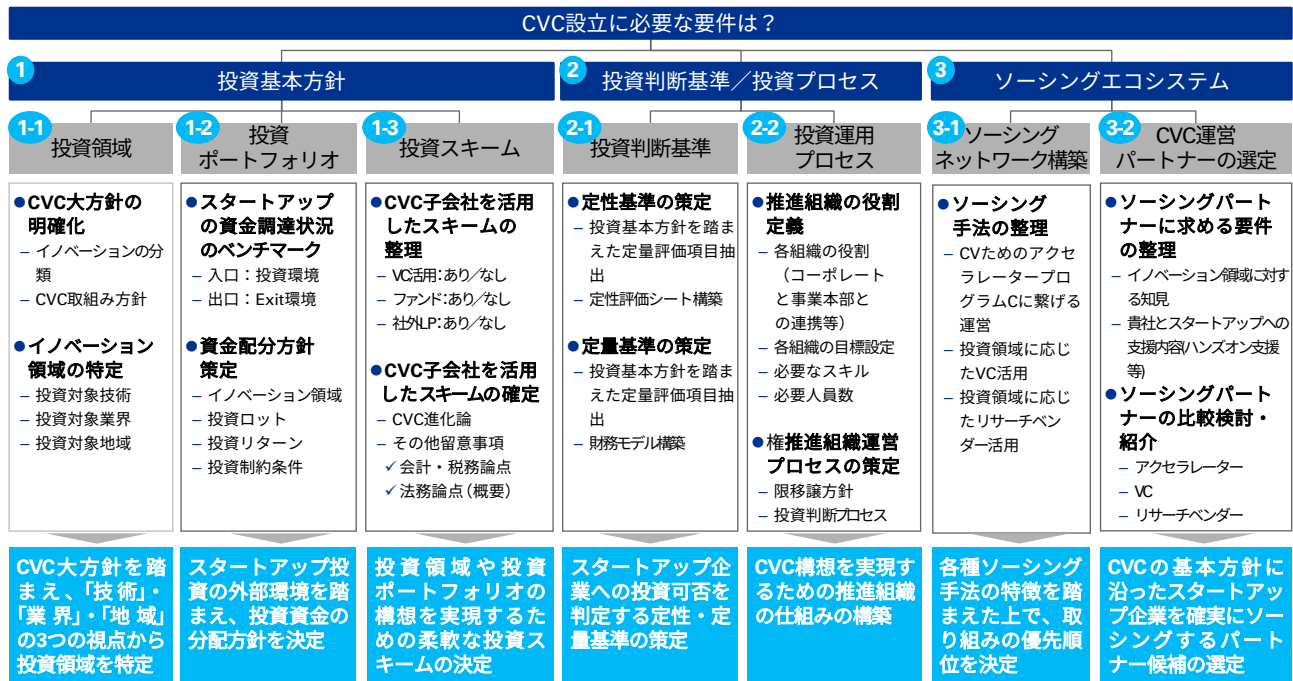 CVC設立に必要な要件は？
1
投資基本方針
2
投資判断基準／投資プロセス
3
ソーシングエコシステム
1-1
投資領域
1-2
投資
ポートフォリオ
1-3
投資スキーム
2-1
投資判断基準
2-2
投資運用
プロセス
3-1
ソーシング
ネットワーク構築
3-2
CVC運営
パートナーの選定
●CVC大方針の
明確化
– イノベーションの分
類
– CVC取組み方針
●イノベーション
領域の特定
– 投資対象技術
– 投資対象業界
– 投資対象地域
●スタートアップ
の資金調達状況
のベンチマーク
– 入口：投資環境
– 出口：Exit環境
●資金配分方針
策定
– イノベーション領域
– 投資ロット
– 投資リターン
– 投資制約条件
●CVC子会社を活用
したスキームの
整理
– VC活用:あり／なし
– ファンド:あり／なし
– 社外LP:あり／なし
●CVC子会社を活用
したスキームの確定
– CVC進化論
– その他留意事項
✓会計・税務論点
✓法務論点（概要）
●定性基準の策定
– 投資基本方針を踏ま
えた定量評価項目抽
出
– 定性評価シート構築
●定量基準の策定
– 投資基本方針を踏ま
えた定量評価項目抽
出
– 財務モデル構築
●推進組織の役割
定義
– 各組織の役割
（コーポレート
と事業本部と
の連携等）
– 各組織の目標設定
– 必要なスキル
– 必要人員数
●権推進組織運営
プロセスの策定
– 限移譲方針
– 投資判断プロセス
●ソーシング
手法の整理
– CVためのアクセ
ラレータープロ
グラムCに繋げる
運営
– 投資領域に応じ
たVC活用
– 投資領域に応じ
たリサーチベン
ダー活用
●ソーシングパート
ナーに求める要件
の整理
– イノベーション領域に対す
る知見
– 貴社とスタートアップへの
支援内容(ハンズオン支援
等)
●ソーシングパート
ナーの比較検討・
紹介
– アクセラレーター
– VC
– リサーチベンダー
CVC大方針を踏
まえ、「技術」・
「業界」・「地域」
の3つの視点から
投資領域を特定
スタートアップ投
資の外部環境を踏
まえ、投資資金の
分配方針を決定
投資領域や投資
ポートフォリオの
構想を実現するた
めの柔軟な投資ス
キームの決定
スタートアップ企
業への投資可否を
判定する定性・定
量基準の策定
CVC構想を実現す
るための推進組織
の仕組みの構築
各種ソーシング
手法の特徴を踏
まえた上で、取
り組みの優先順
位を決定
CVCの基本方針に
沿ったスタートアッ
プ企業を確実にソー
シングするパート
ナー候補の選定